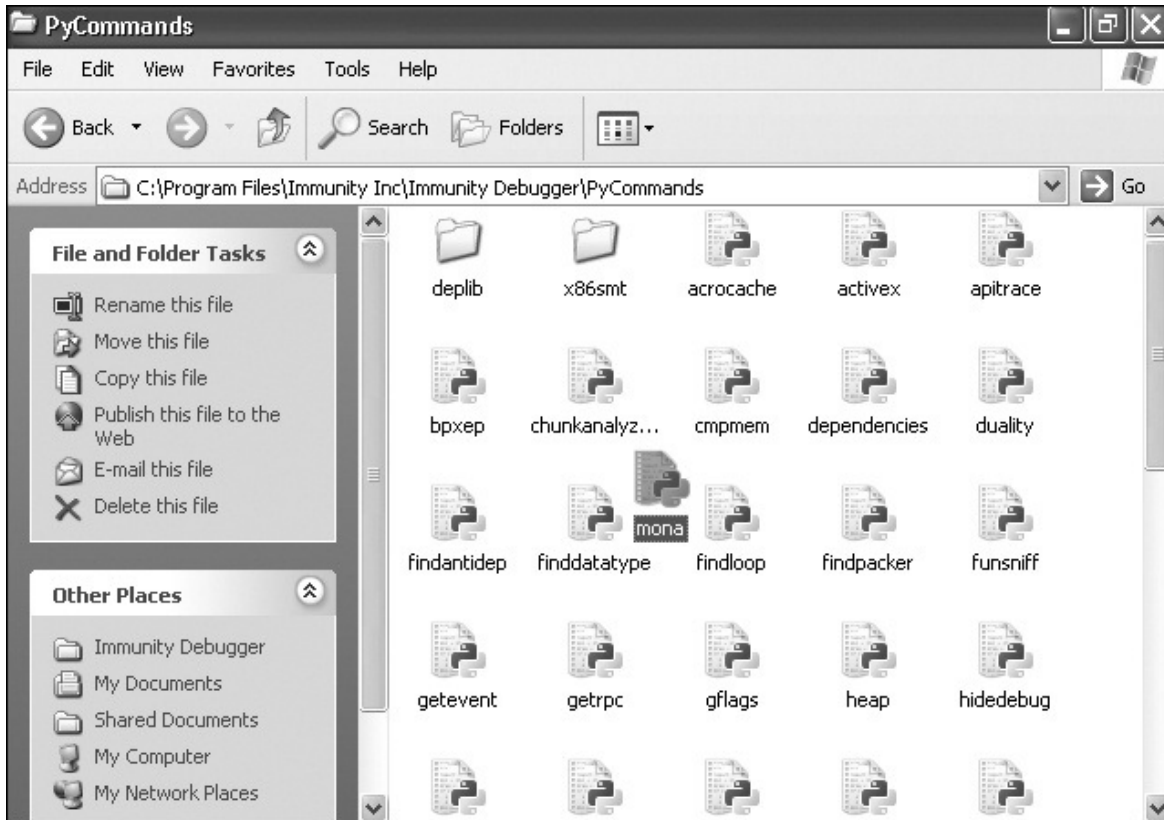 PyCommands
File Edit View Favorites Tools Help
Back Search Folders
Address C:\Program Files\Immunity Inc\Immunity Debugger\PyCommands Go
File and Folder Tasks
Rename this file
Move this file
Copy this file
Publish this file to the
Web
E-mail this file
Delete this file
Other Places
Immunity Debugger
My Documents
Shared Documents
My Computer
My Network Places
deplib x86smt acrocache activex apitrace
bpxep chunkanalyz... cmpmem dependencies duality
mona
findantidep finddatatype findloop findpacker funsniff
getevent getrpc gflags heap hidedebug